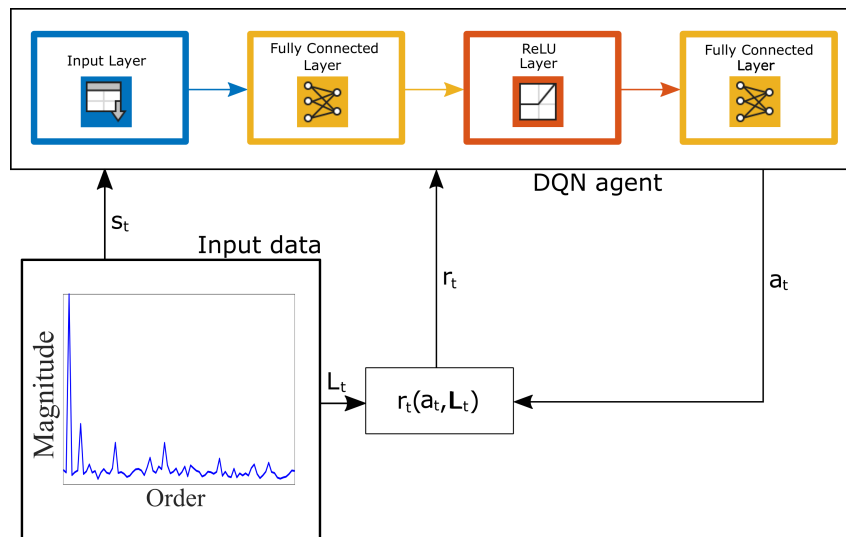 Input Layer
Fully Connected
Layer
ReLU
Layer
Fully Connected
Layer
DQN agent
sₜ
Input data
rₜ
aₜ
Lₜ
rₜ(aₜ,Lₜ)
Magnitude
Order